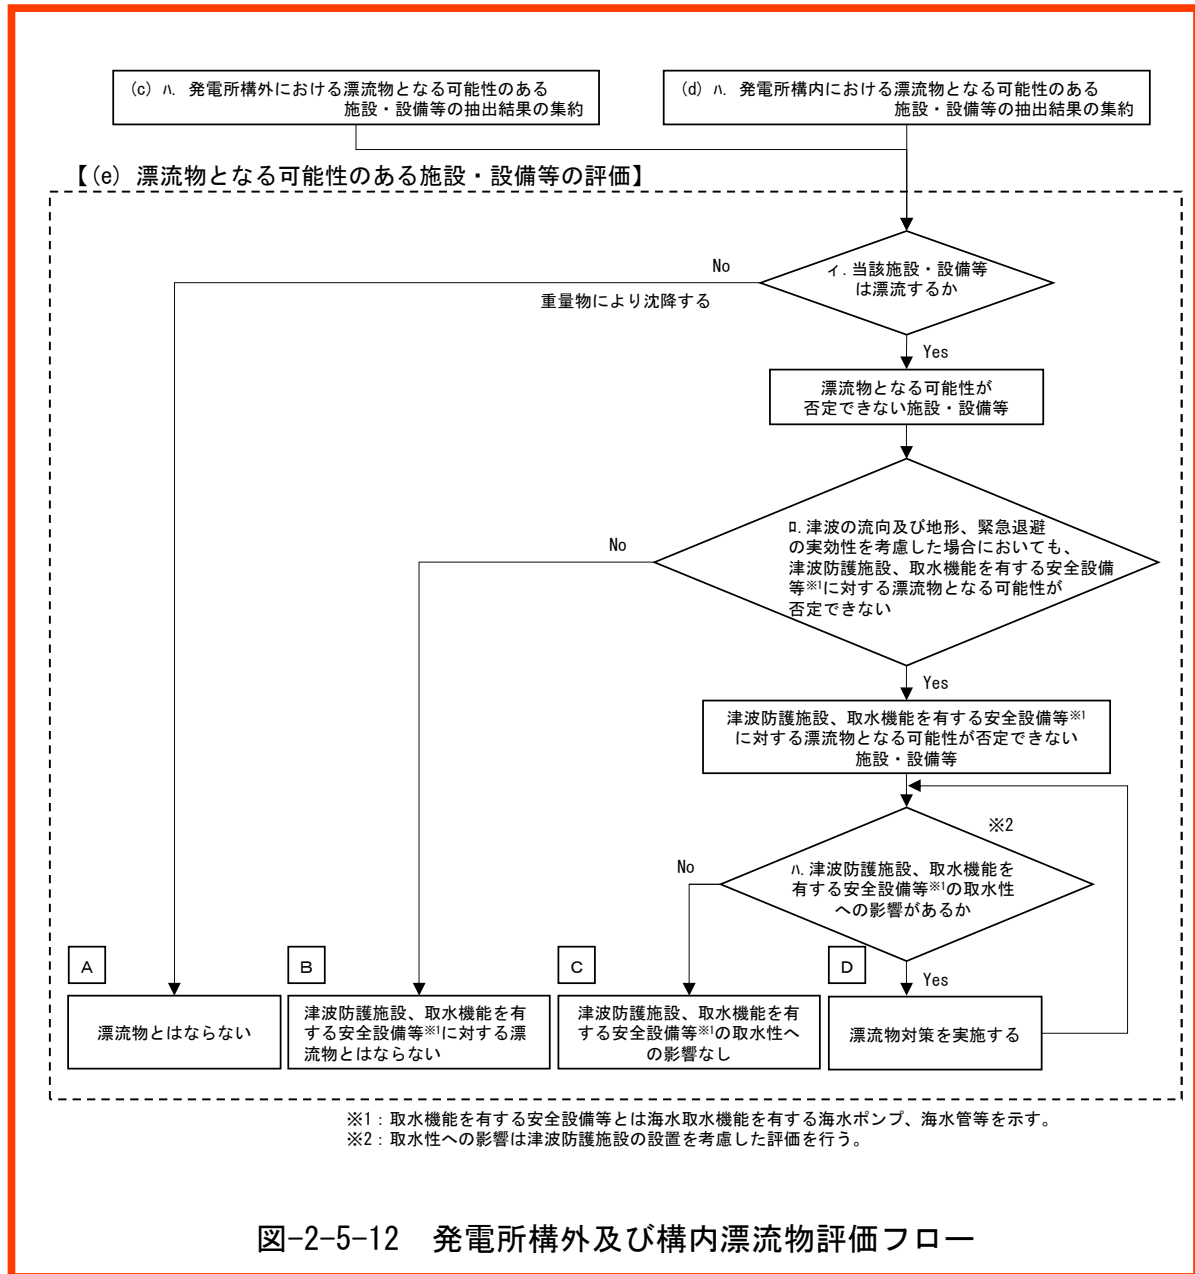 (c) ハ. 発電所構外における漂流物となる可能性のある
施設・設備等の抽出結果の集約
(d) ハ. 発電所構内における漂流物となる可能性のある
施設・設備等の抽出結果の集約
【(e) 漂流物となる可能性のある施設・設備等の評価】
イ. 当該施設・設備等
は漂流するか
No
重量物により沈降する
Yes
漂流物となる可能性が
否定できない施設・設備等
ロ. 津波の流向及び地形、緊急退避
の実効性を考慮した場合においても、
津波防護施設、取水機能を有する安全設備
等※1に対する漂流物となる可能性が
否定できない
No
Yes
津波防護施設、取水機能を有する安全設備等※1
に対する漂流物となる可能性が否定できない
施設・設備等
※2
ハ. 津波防護施設、取水機能を
有する安全設備等※1の取水性
への影響があるか
No
Yes
A
漂流物とはならない
B
津波防護施設、取水機能を有
する安全設備等※1に対する漂
流物とはならない
C
津波防護施設、取水機能を有
する安全設備等※1の取水性へ
の影響なし
D
漂流物対策を実施する
※1：取水機能を有する安全設備等とは海水取水機能を有する海水ポンプ、海水管等を示す。
※2：取水性への影響は津波防護施設の設置を考慮した評価を行う。
図-2-5-12 発電所構外及び構内漂流物評価フロー